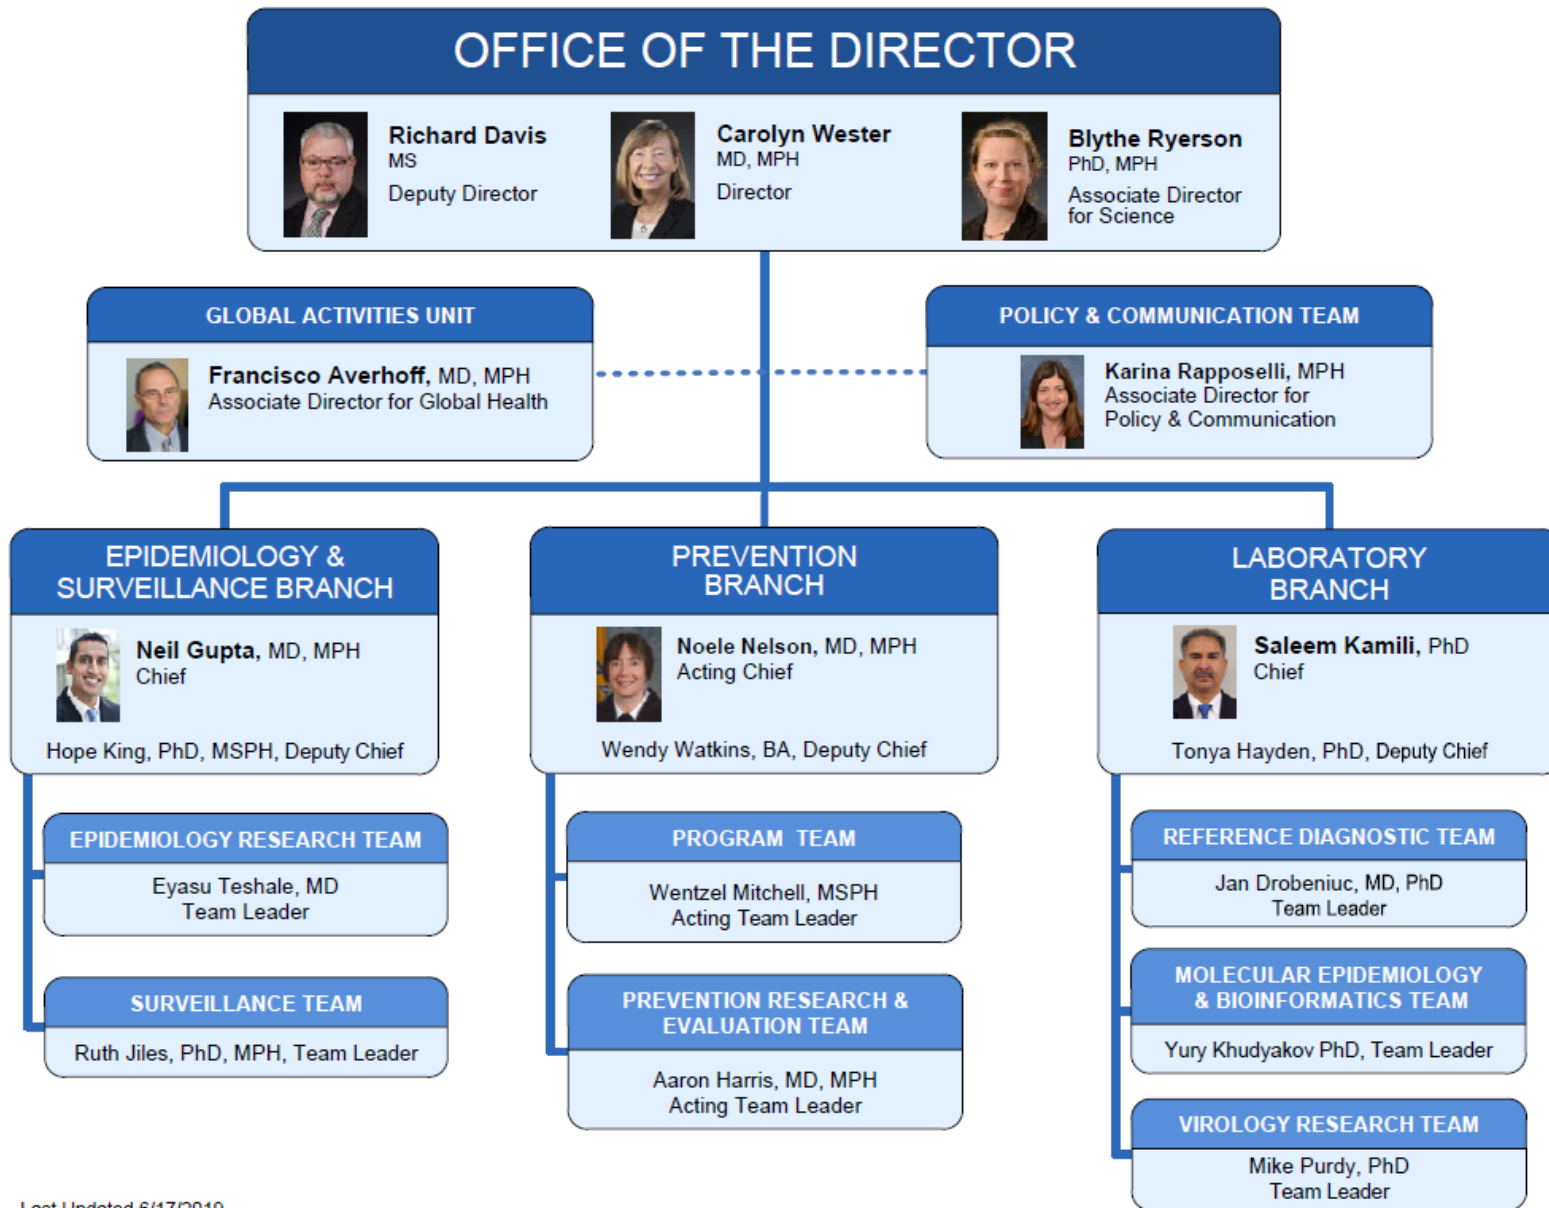 OFFICE OF THE DIRECTOR
Richard Davis
MS
Deputy Director
Carolyn Wester
MD, MPH
Director
Blythe Ryerson
PhD, MPH
Associate Director
for Science
GLOBAL ACTIVITIES UNIT
Francisco Averhoff, MD, MPH
Associate Director for Global Health
POLICY & COMMUNICATION TEAM
Karina Rapposelli, MPH
Associate Director for
Policy & Communication
EPIDEMIOLOGY &
SURVEILLANCE BRANCH
Neil Gupta, MD, MPH
Chief
Hope King, PhD, MSPH, Deputy Chief
EPIDEMIOLOGY RESEARCH TEAM
Eyasu Teshale, MD
Team Leader
SURVEILLANCE TEAM
Ruth Jiles, PhD, MPH, Team Leader
PREVENTION
BRANCH
Noele Nelson, MD, MPH
Acting Chief
Wendy Watkins, BA, Deputy Chief
PROGRAM TEAM
Wentzel Mitchell, MSPH
Acting Team Leader
PREVENTION RESEARCH &
EVALUATION TEAM
Aaron Harris, MD, MPH
Acting Team Leader
LABORATORY
BRANCH
Saleem Kamili, PhD
Chief
Tonya Hayden, PhD, Deputy Chief
REFERENCE DIAGNOSTIC TEAM
Jan Drobeniuc, MD, PhD
Team Leader
MOLECULAR EPIDEMIOLOGY
& BIOINFORMATICS TEAM
Yury Khudyakov PhD, Team Leader
VIROLOGY RESEARCH TEAM
Mike Purdy, PhD
Team Leader
Last Updated 6/17/2019